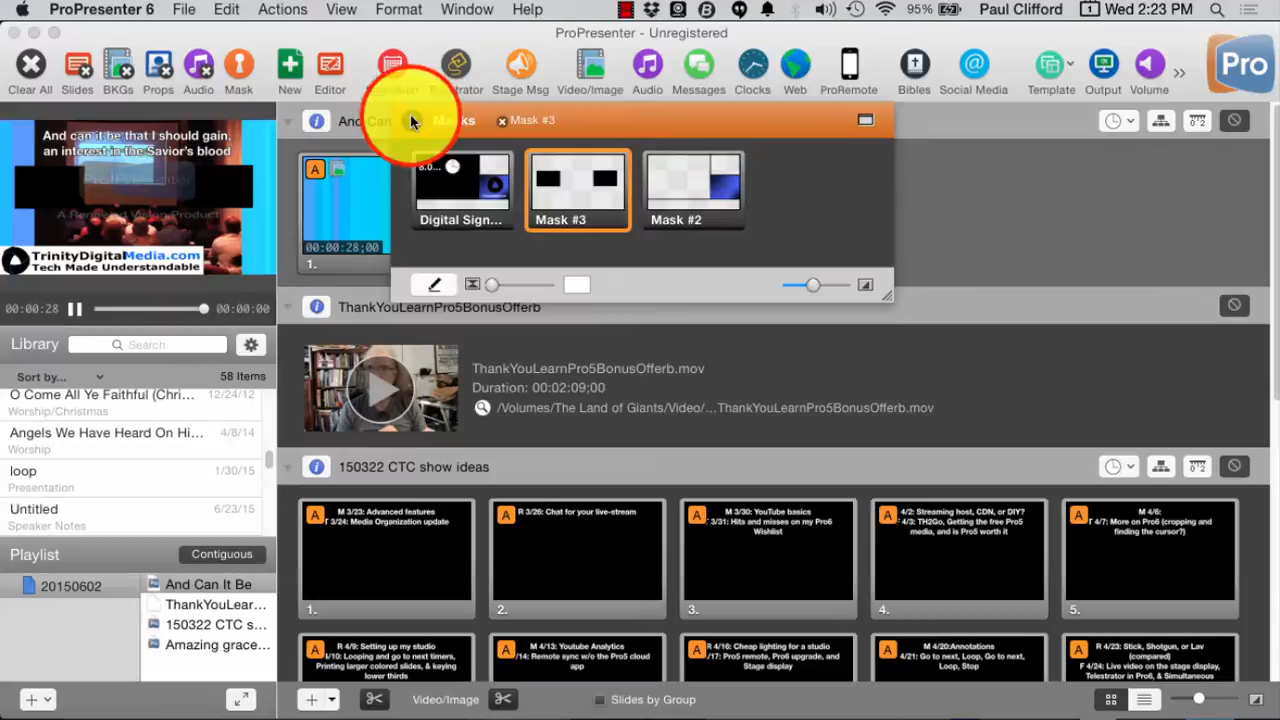 ProPresenter 6 File Edit Actions View Format Window Help 95% Paul Clifford Wed 2:23 PM
ProPresenter - Unregistered
Clear All Slides BKGs Props Audio Mask New Editor Stage Msg Video/Image Audio Messages Clocks Web ProRemote Bibles Social Media Template Output Volume Pro
And can it be that I should gain.
an interest in the Savior's blood
ProPresenter
A Renewed Vision Product
TrinityDigitalMedia.com
Tech Made Understandable
00:00:28 00:00:00
Library Search
Sort by... 58 Items
O Come All Ye Faithful (Chri... 12/24/12
Worship/Christmas
Angels We Have Heard On Hi... 4/8/14
Worship
loop 1/30/15
Presentation
Untitled 6/23/15
Speaker Notes
Playlist Contiguous
20150602
And Can It Be
ThankYouLear...
150322 CTC s...
Amazing grace...
And Can
Masks Mask #3
A
00:00:28;00
1.
8.0...
Digital Sign... Mask #3 Mask #2
ThankYouLearnPro5BonusOfferb
ThankYouLearnPro5BonusOfferb.mov
Duration: 00:02:09;00
/Volumes/The Land of Giants/Video/...ThankYouLearnPro5BonusOfferb.mov
150322 CTC show ideas
A M 3/23: Advanced features
T 3/24: Media Organization update
1.
A R 3/26: Chat for your live-stream
2.
A M 3/30: YouTube basics
3/31: Hits and misses on my Pro6
Wishlist
3.
A 4/2: Streaming host, CDN, or DIY?
4/3: TH2Go, Getting the free Pro5
media, and is Pro5 worth it
4.
A M 4/6:
T 4/7: More on Pro6 (cropping and
finding the cursor?)
5.
A R 4/9: Setting up my studio
4/10: Looping and go to next timers,
Printing larger colored slides, & keying
lower thirds
A M 4/13: Youtube Analytics
/14: Remote sync w/o the Pro5 cloud
app
A R 4/16: Cheap lighting for a studio
/17: Pro5 remote, Pro6 upgrade, and
Stage display
A M 4/20:Annotations
4/21: Go to next, Loop, Go to next,
Loop, Stop
A R 4/23: Stick, Shotgun, or Lav
(compared)
F 4/24: Live video on the stage display,
Telestrator in Pro6, & Simultaneous
Video/Image Slides by Group